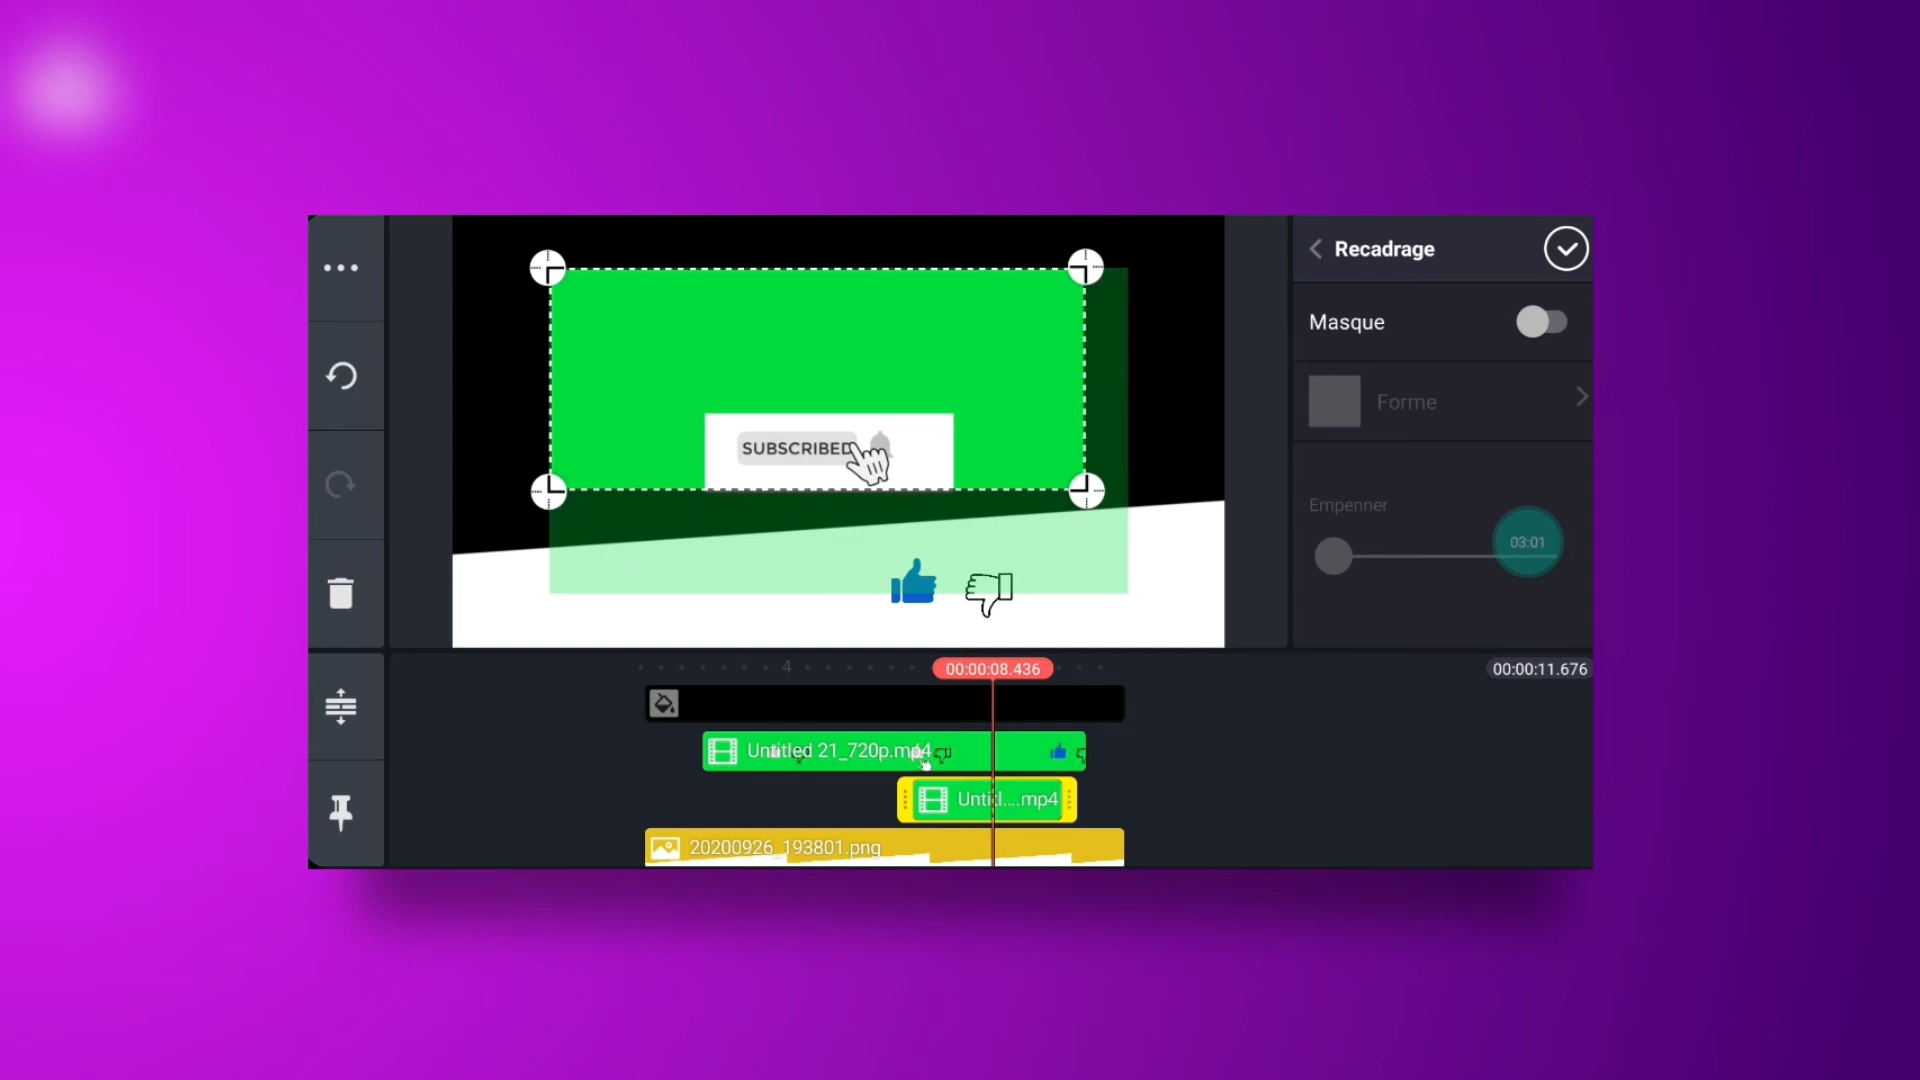 Recadrage
Masque
SUBSCRIBED
Forme
Empenner
03:01
4
00:00:08.436
00:00:11.676
Untitled 21_720p.mp4
Untitl....mp4
20200926_193801.png